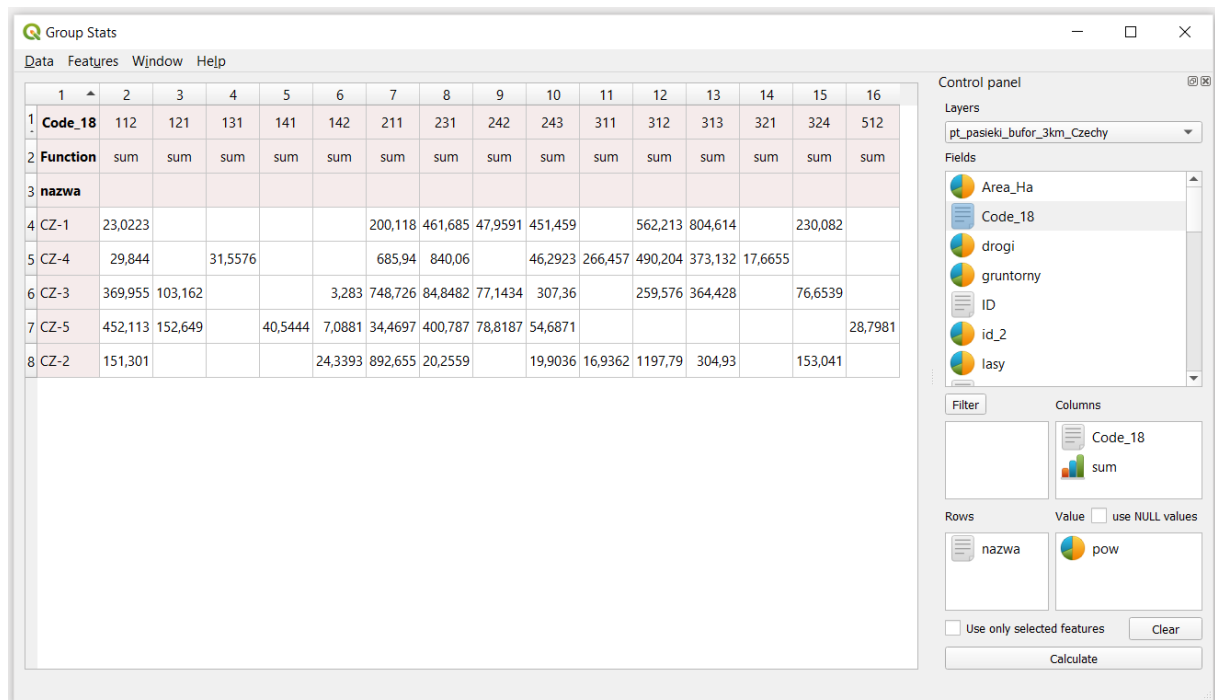 Group Stats
Data Features Window Help
1 2 3 4 5 6 7 8 9 10 11 12 13 14 15 16
1 Code_18 112 121 131 141 142 211 231 242 243 311 312 313 321 324 512
2 Function sum sum sum sum sum sum sum sum sum sum sum sum sum sum sum
3 nazwa
4 CZ-1 23,0223 200,118 461,685 47,9591 451,459 562,213 804,614 230,082
5 CZ-4 29,844 31,5576 685,94 840,06 46,2923 266,457 490,204 373,132 17,6655
6 CZ-3 369,955 103,162 3,283 748,726 84,8482 77,1434 307,36 259,576 364,428 76,6539
7 CZ-5 452,113 152,649 40,5444 7,0881 34,4697 400,787 78,8187 54,6871 28,7981
8 CZ-2 151,301 24,3393 892,655 20,2559 19,9036 16,9362 1197,79 304,93 153,041
Control panel
Layers
pt_pasieki_bufor_3km_Czechy
Fields
Area_Ha
Code_18
drogi
gruntorny
ID
id_2
lasy
Filter Columns
Code_18
sum
Rows Value use NULL values
nazwa pow
Use only selected features Clear
Calculate